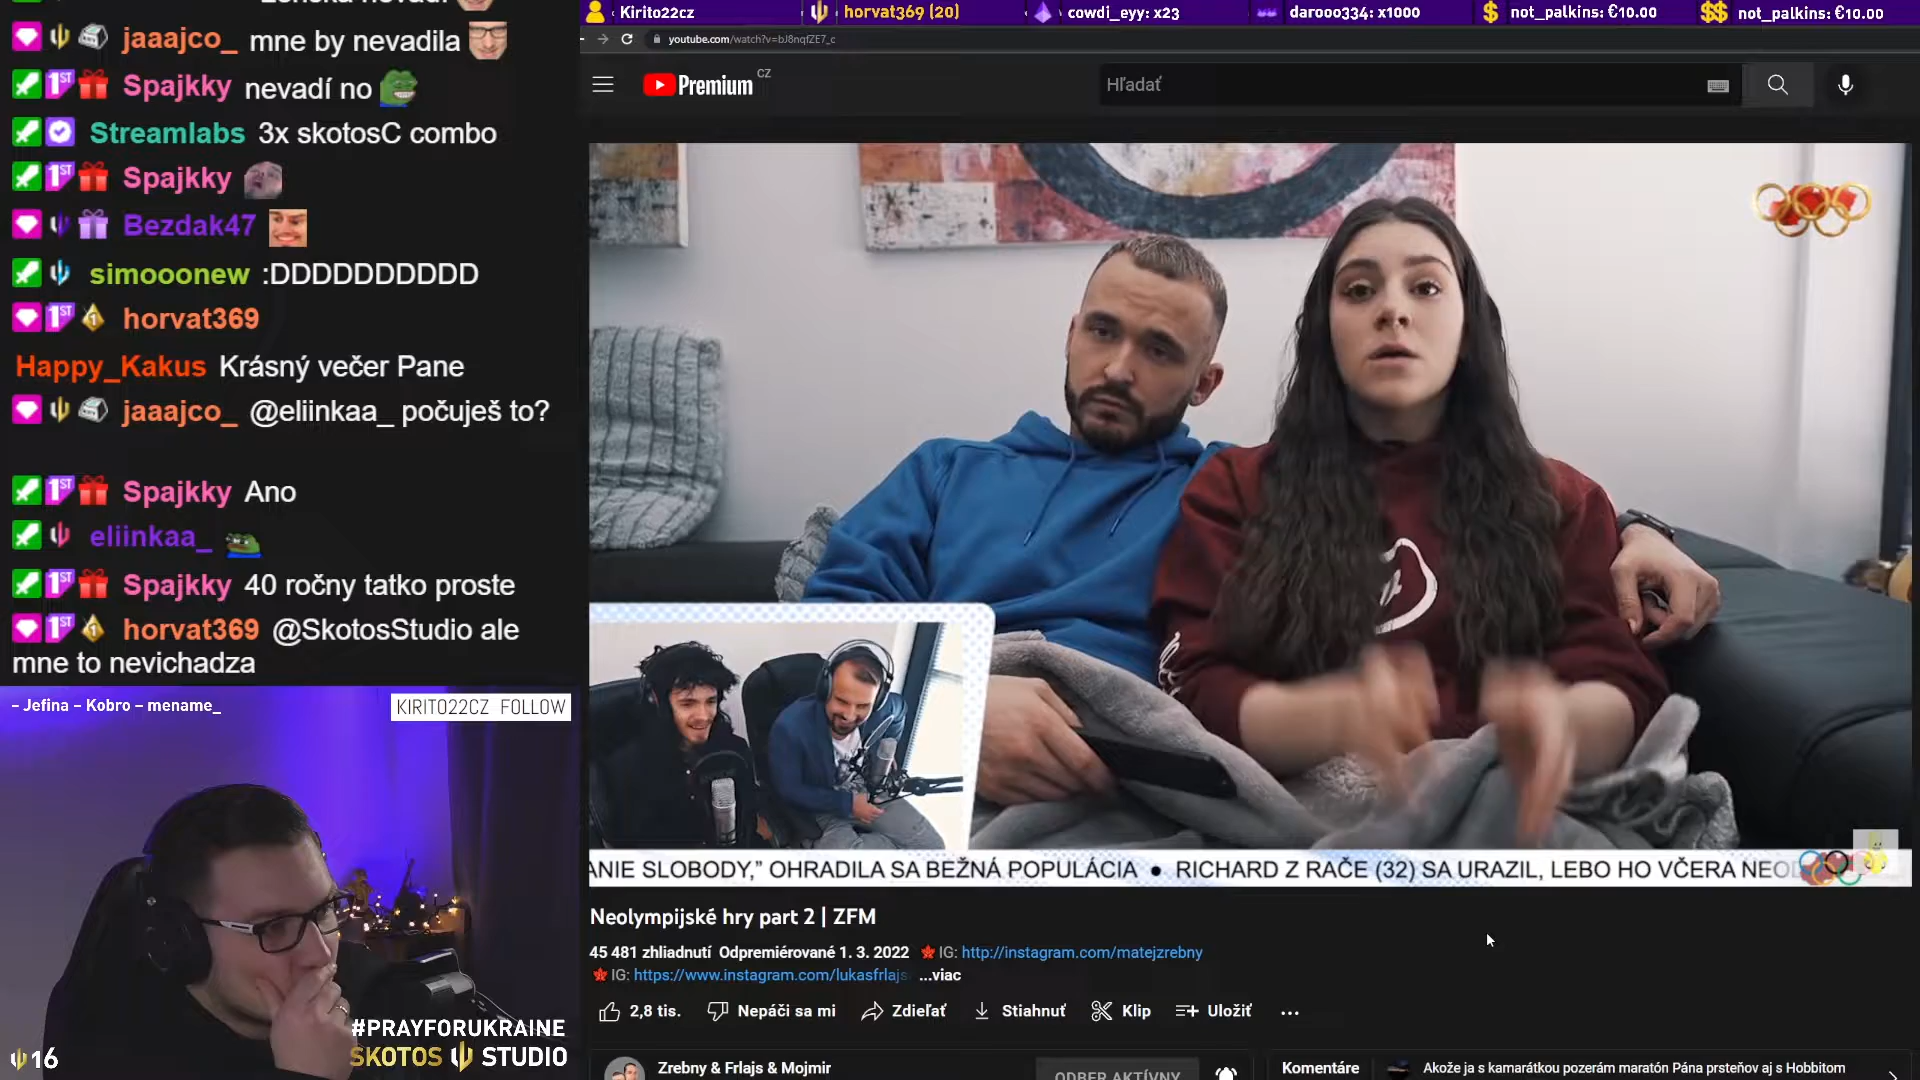 jaaajco_ mne by nevadila
Spajkky nevadí no
Streamlabs 3x skotosC combo
Spajkky
Bezdak47
simooonew :DDDDDDDDDD
horvat369
Happy_Kakus Krásný večer Pane
jaaajco_ @eliinkaa_ počuješ to?
Spajkky Ano
eliinkaa_
Spajkky 40 ročny tatko proste
horvat369 @SkotosStudio ale
mne to nevichadza
– Jefina – Kobro – mename_
KIRITO22CZ FOLLOW
#PRAYFORUKRAINE
16
SKOTOS STUDIO
Kirito22cz
horvat369 (20)
cowdi_eyy: x23
darooo334: x1000
not_palkins: €10.00
not_palkins: €10.00
youtube.com/watch?v=bJ8nqfZE7_c
Premium CZ
Hľadať
ANIE SLOBODY,” OHRADILA SA BEŽNÁ POPULÁCIA ● RICHARD Z RAČE (32) SA URAZIL, LEBO HO VČERA NEO
Neolympijské hry part 2 | ZFM
45 481 zhliadnutí Odpremiérované 1. 3. 2022 IG: http://instagram.com/matejzrebny
IG: https://www.instagram.com/lukasfrlajs ...viac
2,8 tis. Nepáči sa mi Zdieľať Stiahnuť Klip Uložiť
Zrebny & Frlajs & Mojmir
ODBER AKTÍVNY
Komentáre
Akože ja s kamarátkou pozerám maratón Pána prsteňov aj s Hobbitom